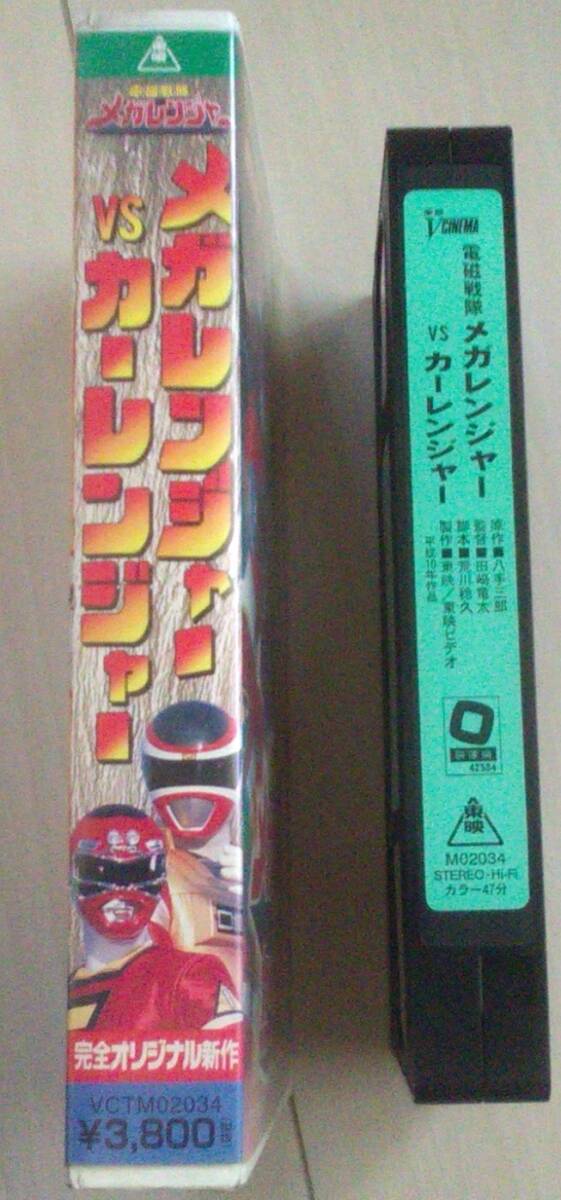 東映
電磁戦隊
メガレンジャー
メガレンジャー
VS
カーレンジャー
完全オリジナル新作
VCTM02034
¥3,800
東映
V CINEMA
電磁戦隊 メガレンジャー
VS カーレンジャー
原作■八手三郎
監督■田﨑竜太
脚本■荒川稔久
製作■東映/東映ビデオ
平成10年作品
東映
M02034
STEREO・Hi-Fi
カラー47分